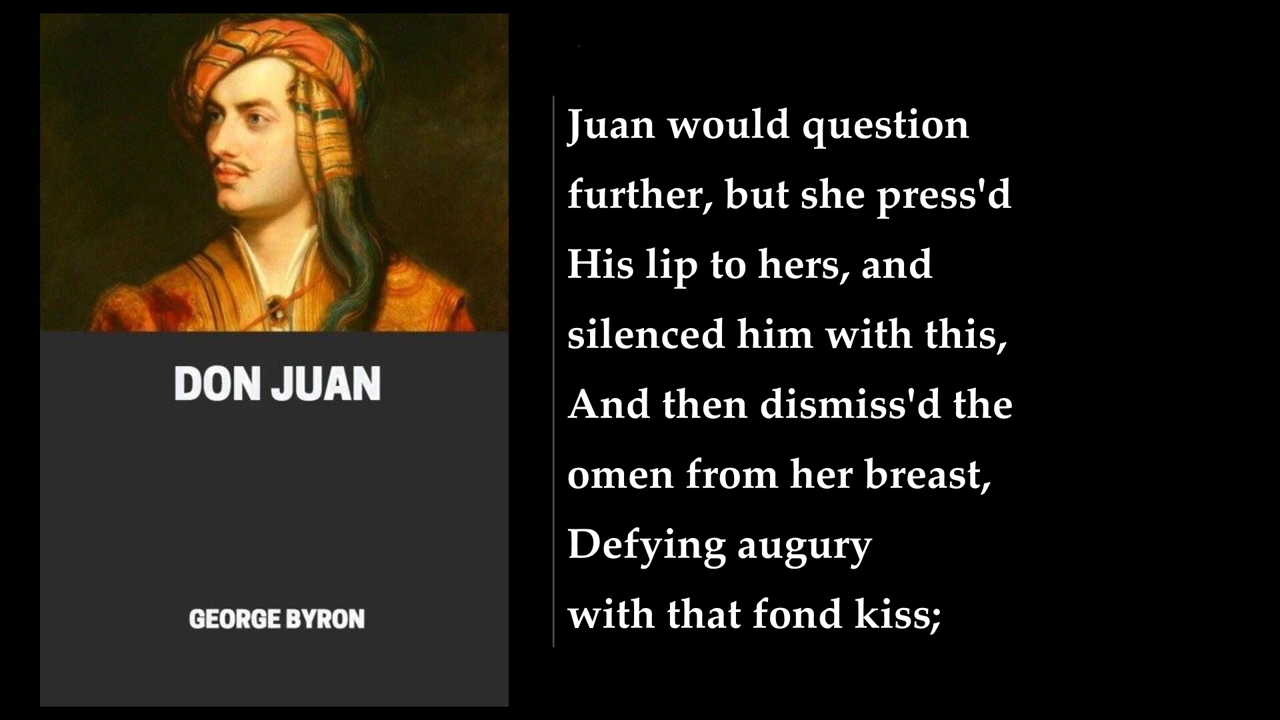 DON JUAN
GEORGE BYRON
Juan would question
further, but she press'd
His lip to hers, and
silenced him with this,
And then dismiss'd the
omen from her breast,
Defying augury
with that fond kiss;